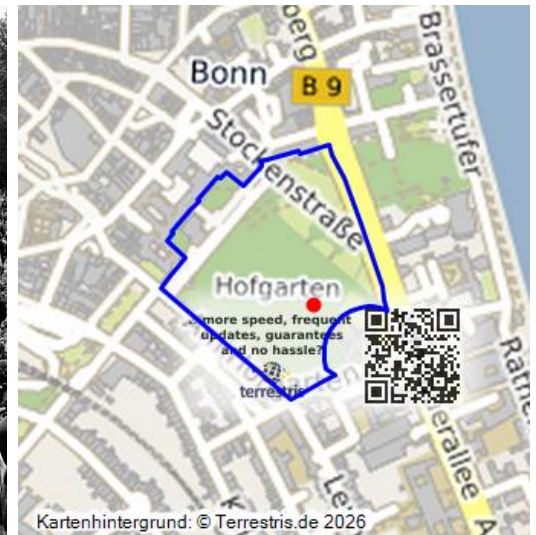 Bonn
B 9
Brassertufer
Stockenstraße
Hofgarten
more speed, frequent
updates, guarantees
and no hassle?
terrestris
Kartenhintergrund: © Terrestris.de 2026